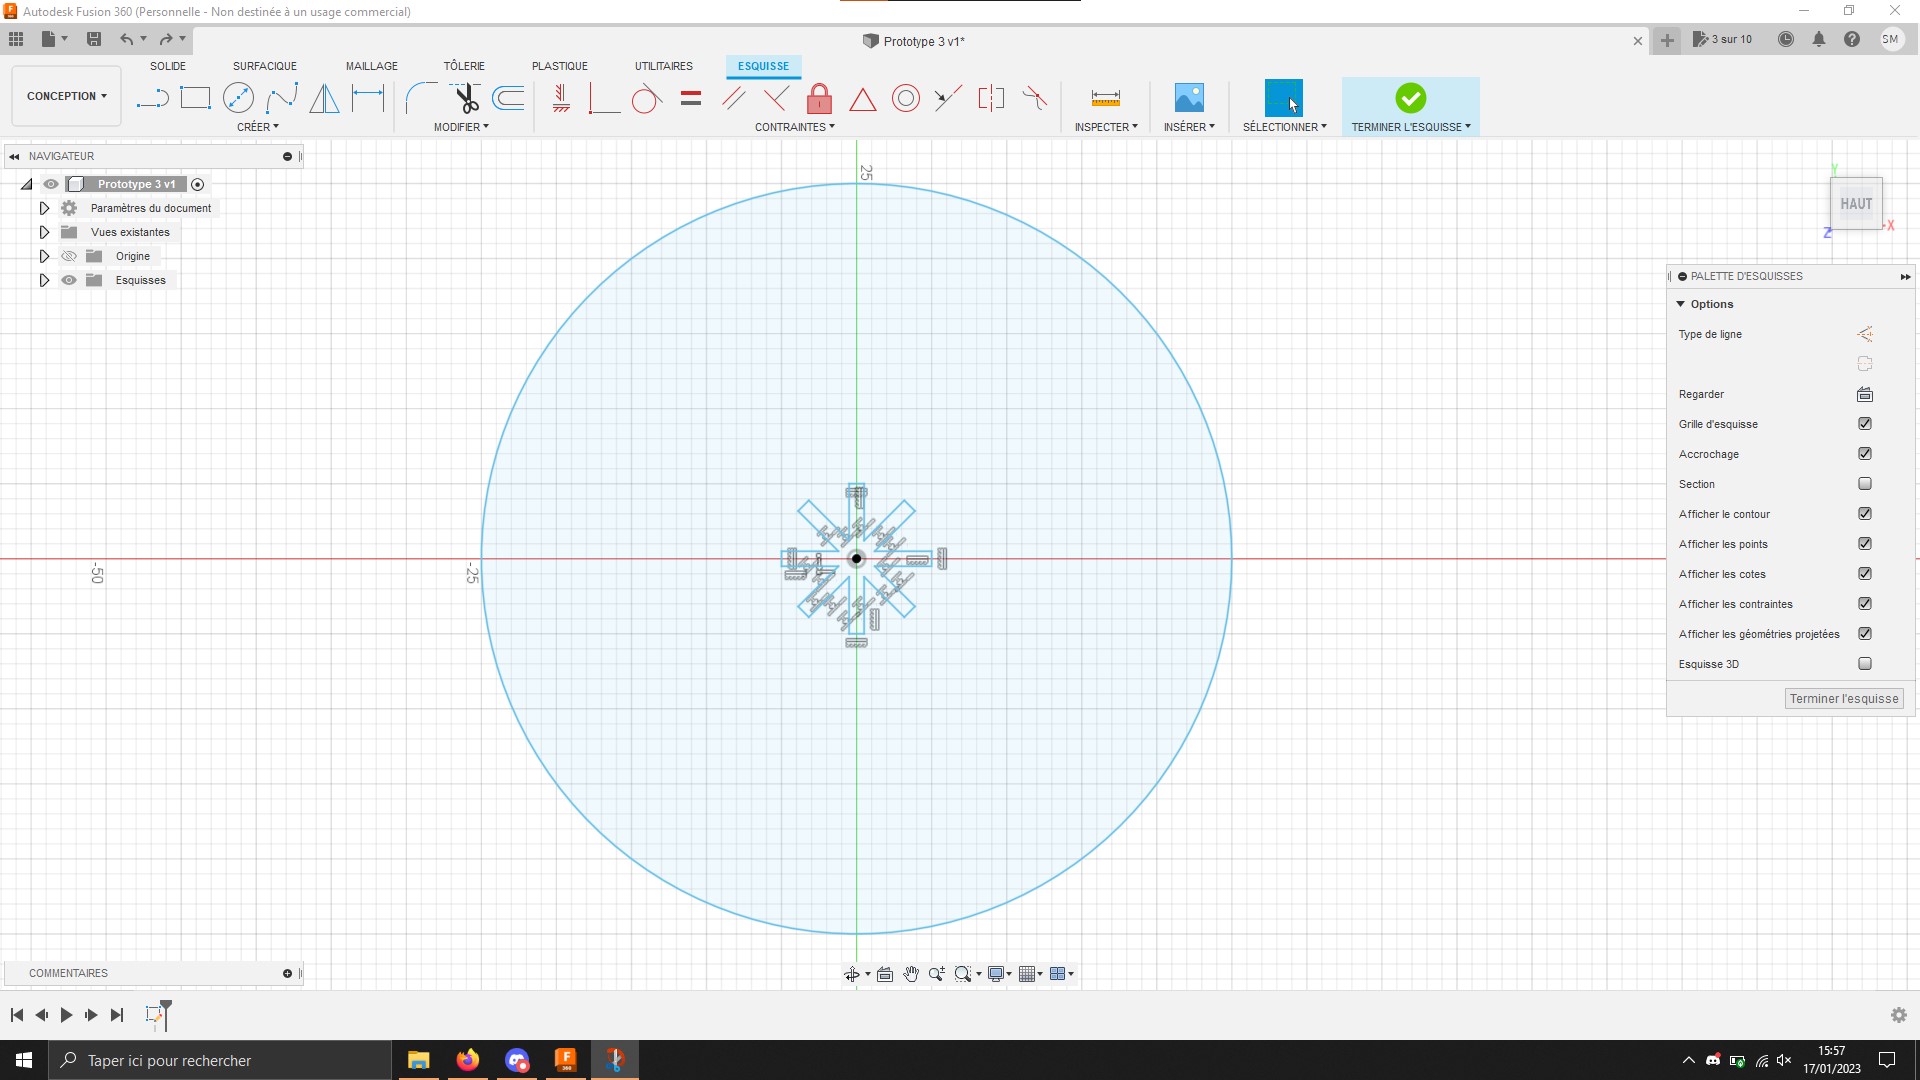 Autodesk Fusion 360 (Personnelle - Non destinée à un usage commercial)
Prototype 3 v1*
3 sur 10
SM
SOLIDE
SURFACIQUE
MAILLAGE
TÔLERIE
PLASTIQUE
UTILITAIRES
ESQUISSE
CONCEPTION
CRÉER
MODIFIER
CONTRAINTES
INSPECTER
INSÉRER
SÉLECTIONNER
TERMINER L'ESQUISSE
NAVIGATEUR
Prototype 3 v1
Paramètres du document
Vues existantes
Origine
Esquisses
25
-25
-50
Y
HAUT
X
Z
PALETTE D'ESQUISSES
Options
Type de ligne
Regarder
Grille d'esquisse
Accrochage
Section
Afficher le contour
Afficher les points
Afficher les cotes
Afficher les contraintes
Afficher les géométries projetées
Esquisse 3D
Terminer l'esquisse
COMMENTAIRES
Taper ici pour rechercher
15:57
17/01/2023